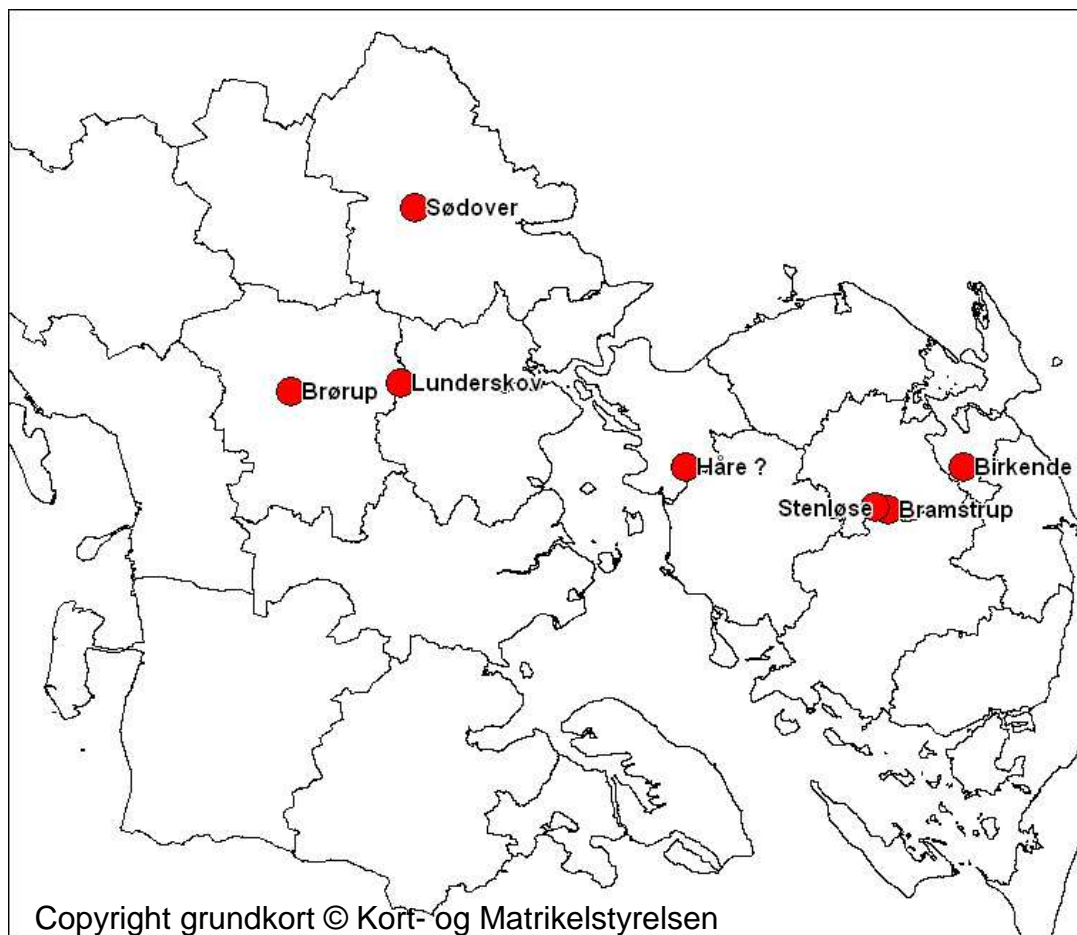 Sødover
Brørup
Lunderskov
Håre ?
Birkende
Stenløse
Bramstrup
Copyright grundkort © Kort- og Matrikelstyrelsen